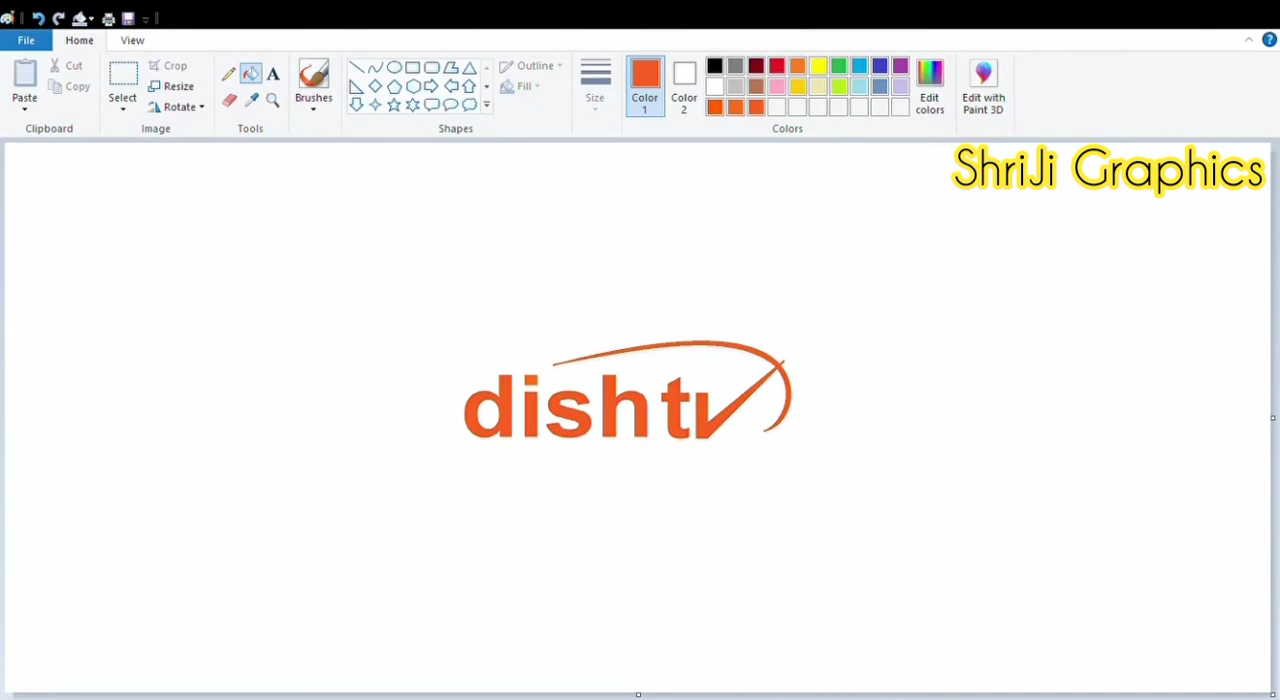 File Home View
Cut
Copy
Paste
Clipboard
Select
Crop
Resize
Rotate
Image
A
Tools
Brushes
Outline
Fill
Shapes
Size
Color 1
Color 2
Edit colors
Colors
Edit with Paint 3D
ShriJi Graphics
dishtv